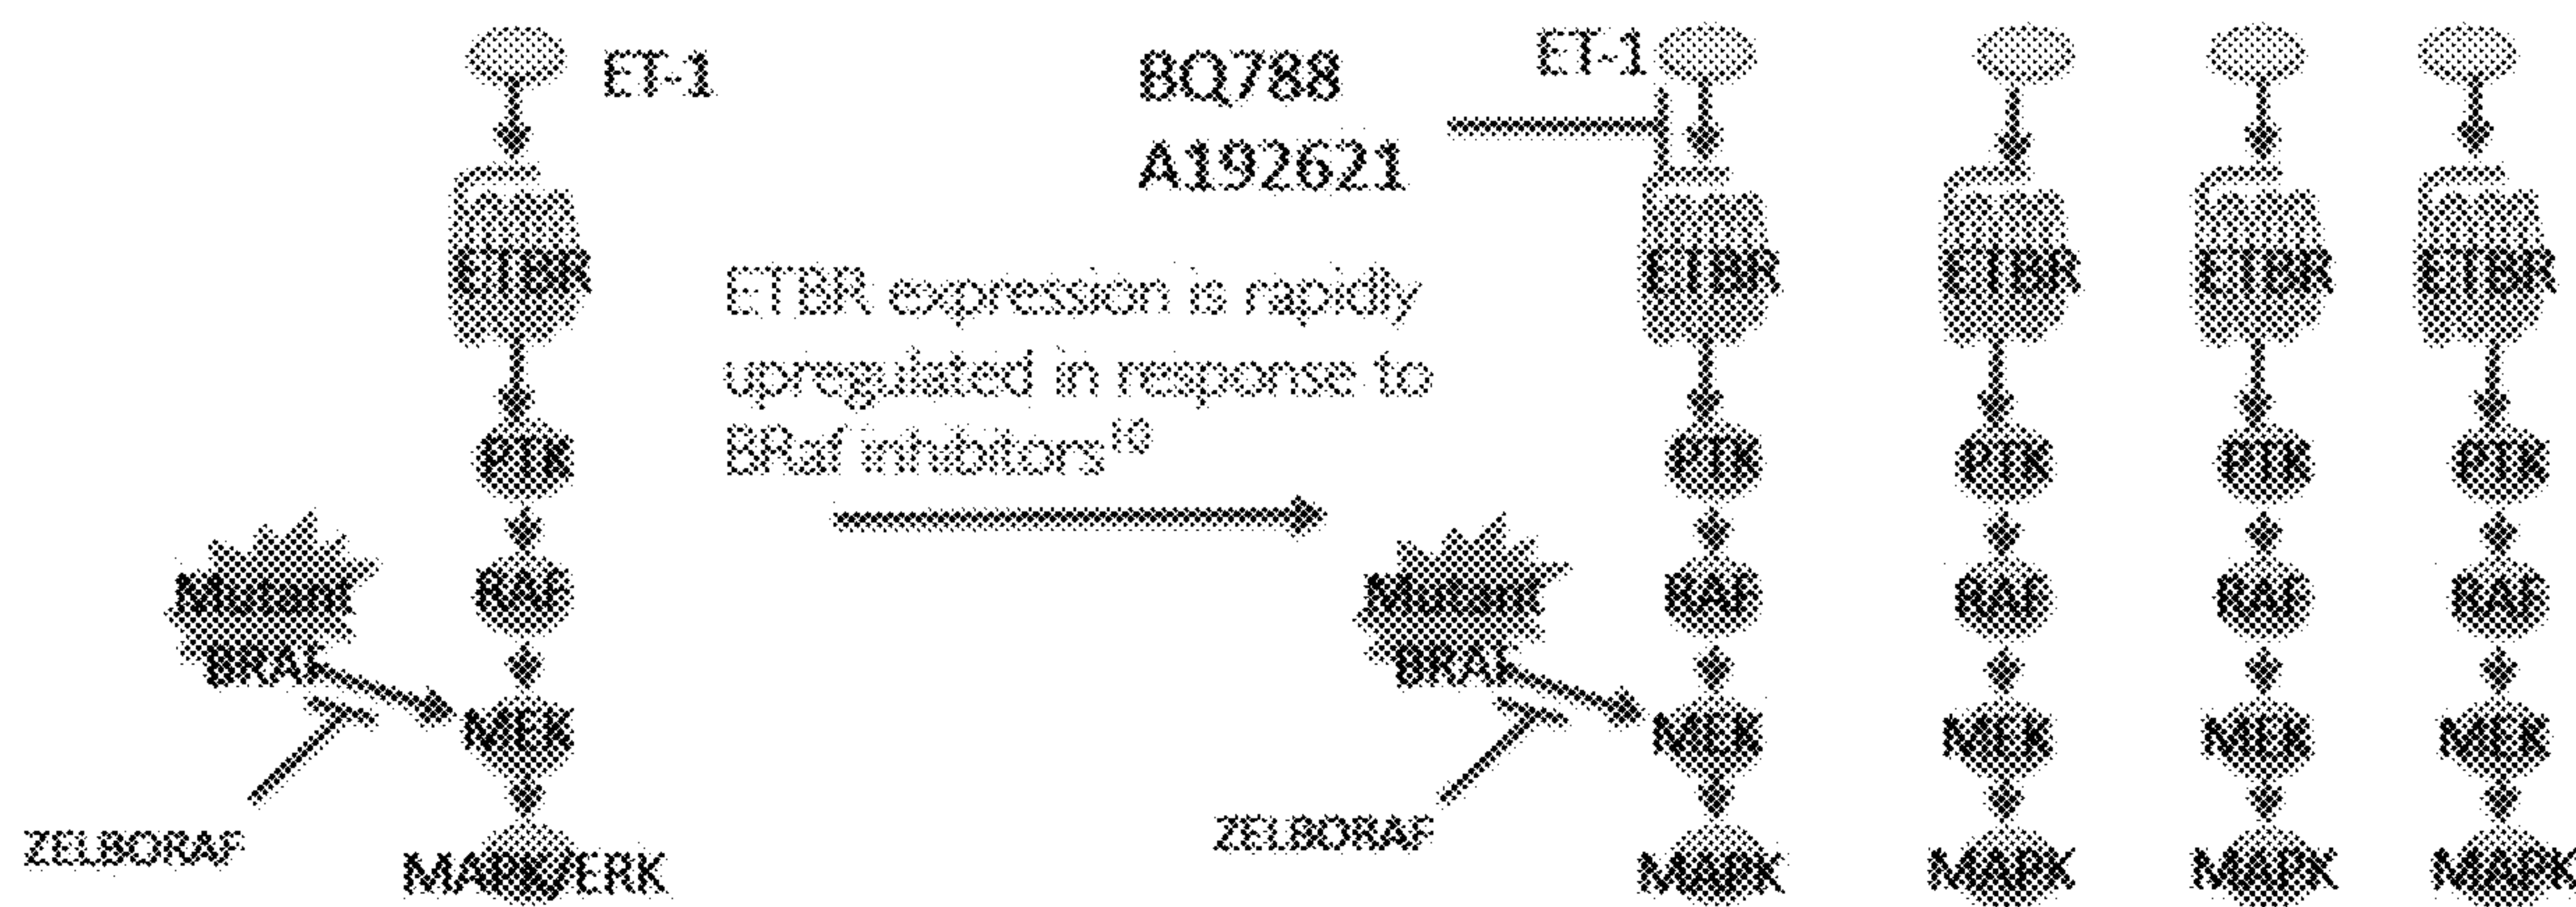 ET-1
ETBR
PTK
RAF
Mutant
BRAF
MEK
ZELBORAF
MAPK/ERK
ETBR expression is rapidly
upregulated in response to
BRaf inhibitors
BQ788
A192621
ET-1
ETBR ETBR ETBR ETBR
PTK PTK PTK PTK
RAF RAF RAF RAF
Mutant
BRAF
MEK MEK MEK MEK
ZELBORAF
MAPK MAPK MAPK MAPK